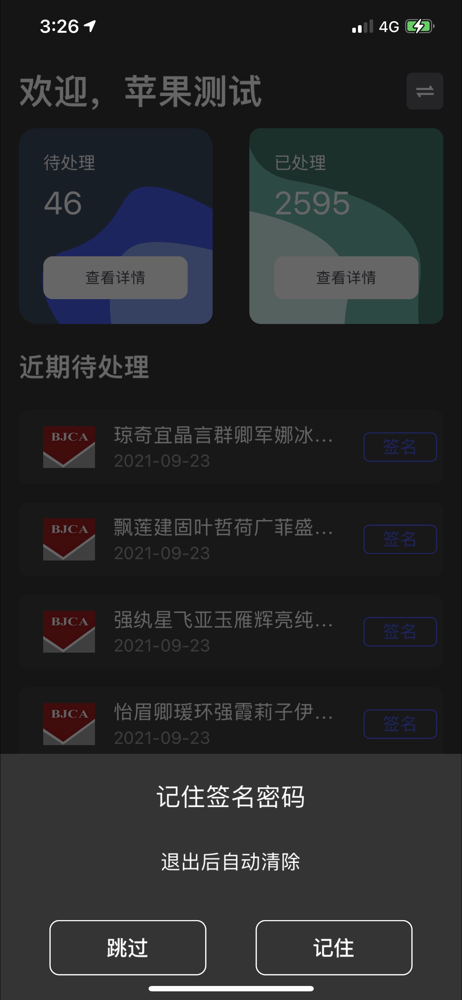 3:26
4G
欢迎，苹果测试
待处理
已处理
46
2595
查看详情
查看详情
近期待处理
BJCA
琼奇宜晶言群卿军娜冰...
2021-09-23
签名
BJCA
飘莲建固叶哲荷广菲盛...
2021-09-23
签名
BJCA
强纨星飞亚玉雁辉亮纯...
2021-09-23
签名
BJCA
怡眉卿瑗环强霞莉子伊...
2021-09-23
签名
记住签名密码
退出后自动清除
跳过
记住